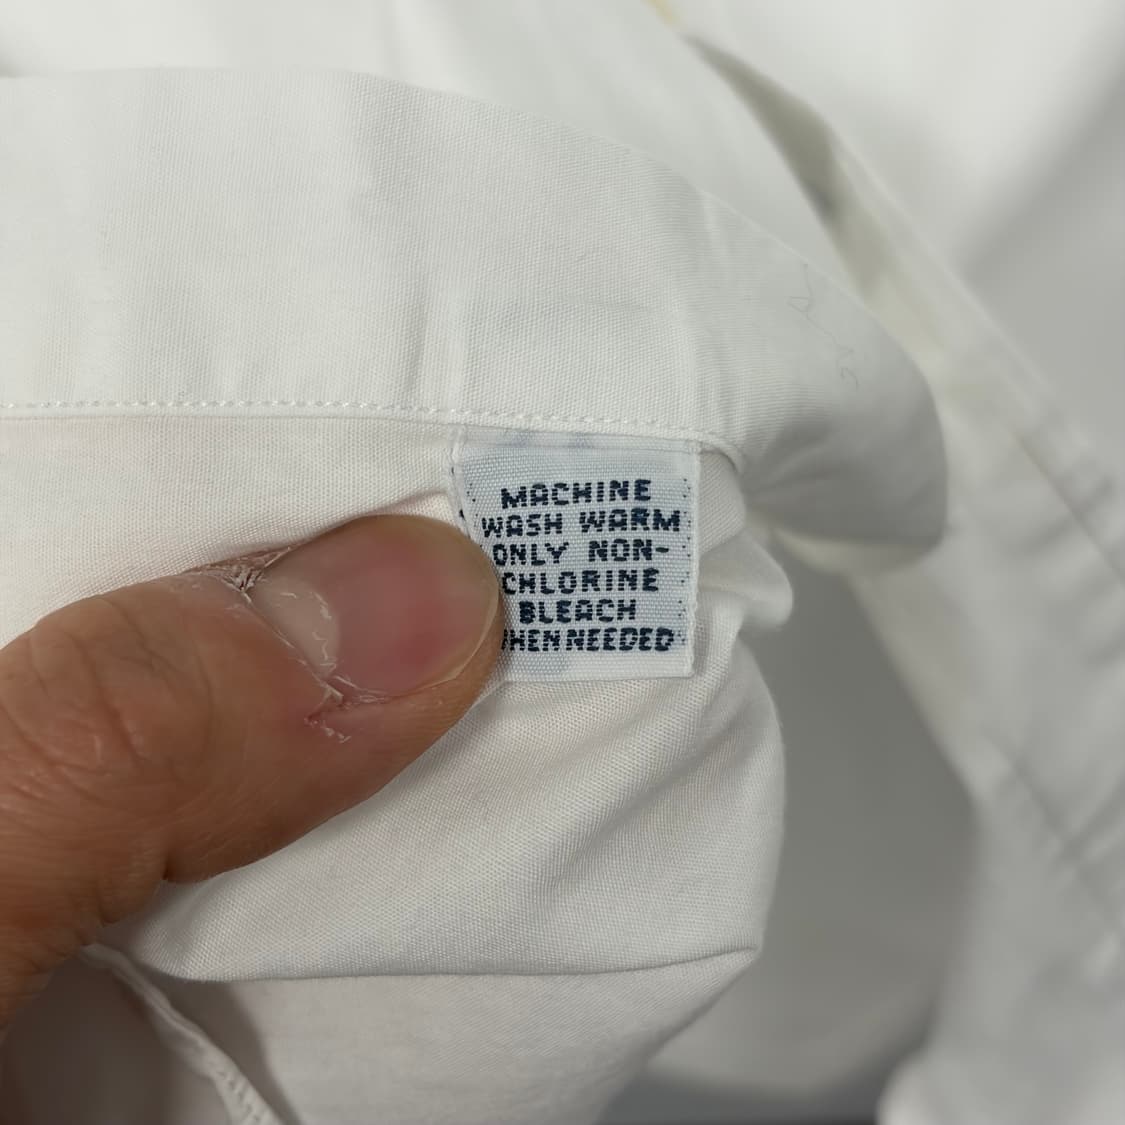 MACHINE
WASH WARM
ONLY NON-
CHLORINE
BLEACH
WHEN NEEDED